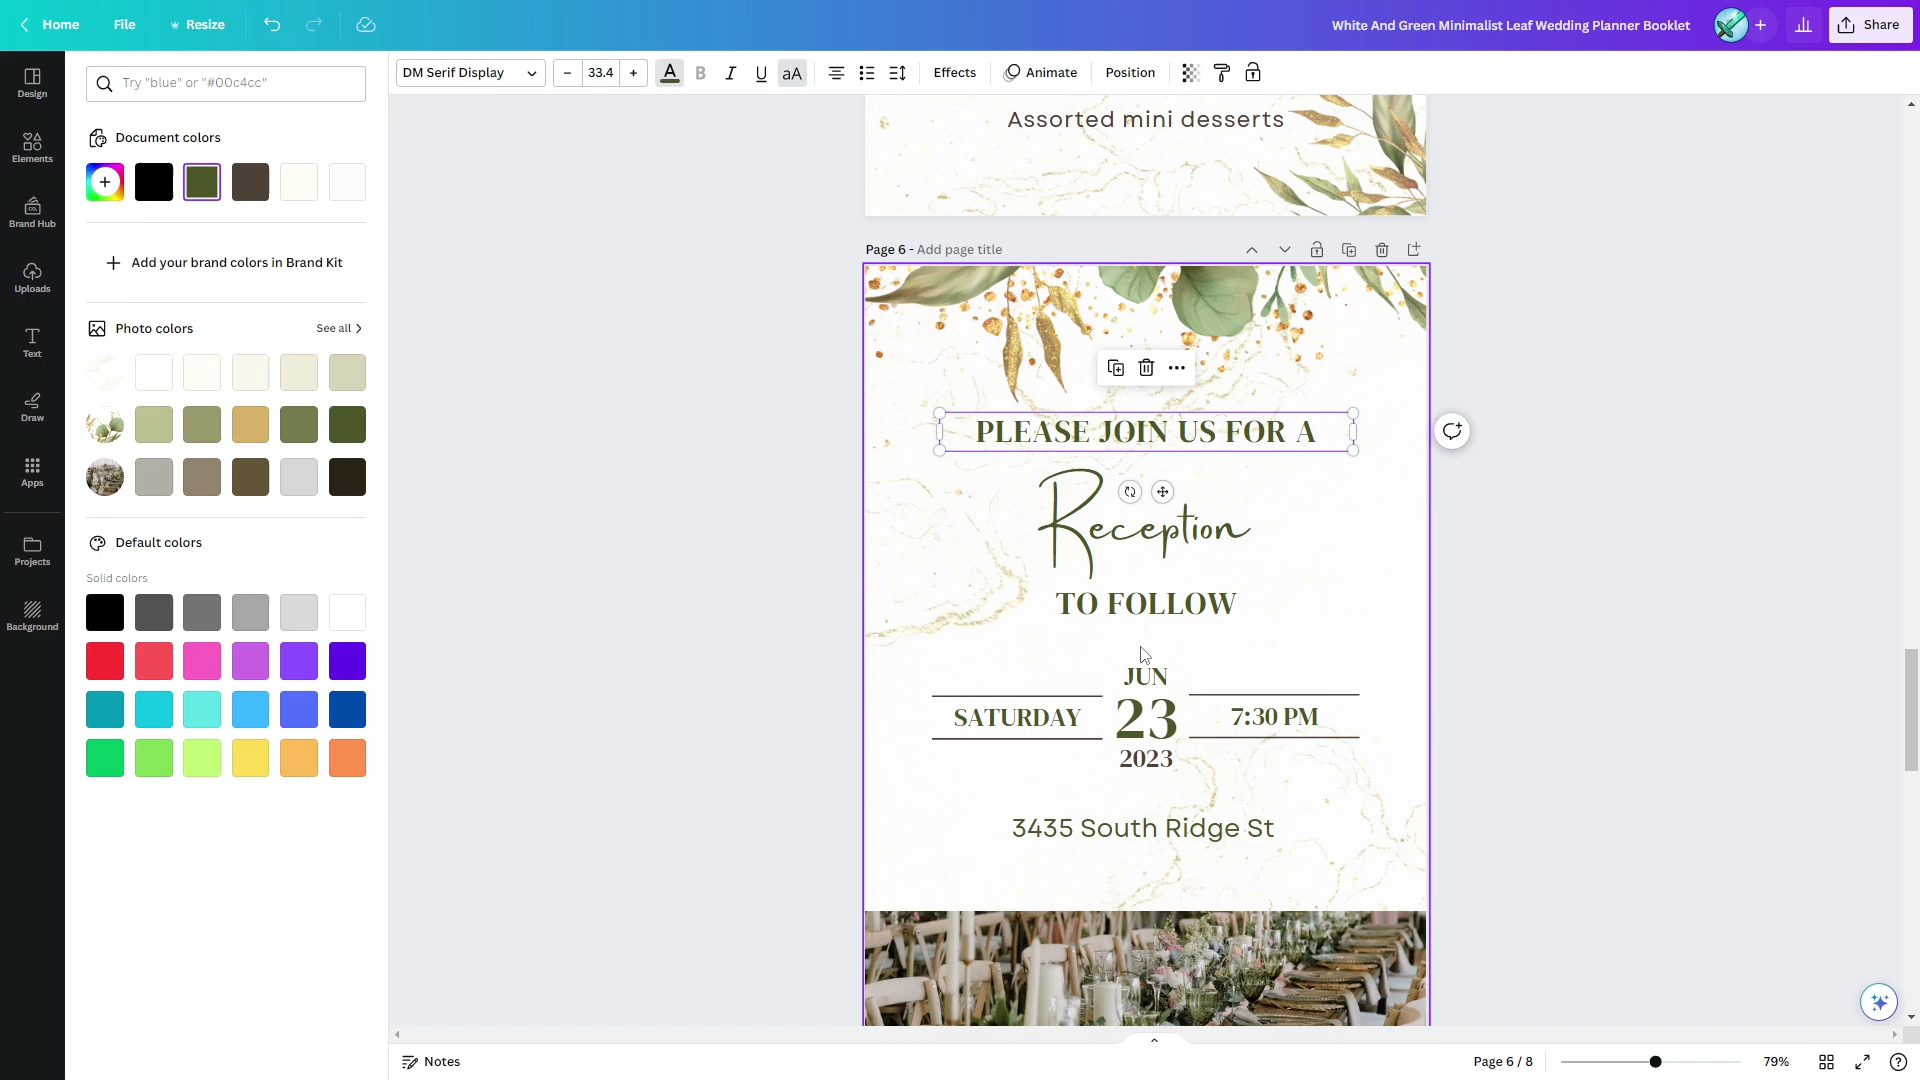 Home
File
Resize
White And Green Minimalist Leaf Wedding Planner Booklet
Share
DM Serif Display
33.4
A
B
I
U
aA
Effects
Animate
Position
Design
Elements
Brand Hub
Uploads
Text
Draw
Apps
Projects
Background
Try "blue" or "#00c4cc"
Document colors
Add your brand colors in Brand Kit
Photo colors
See all
Default colors
Solid colors
Assorted mini desserts
Page 6 - Add page title
PLEASE JOIN US FOR A
Reception
TO FOLLOW
JUN
SATURDAY 23 7:30 PM
2023
3435 South Ridge St
Notes
Page 6 / 8
79%